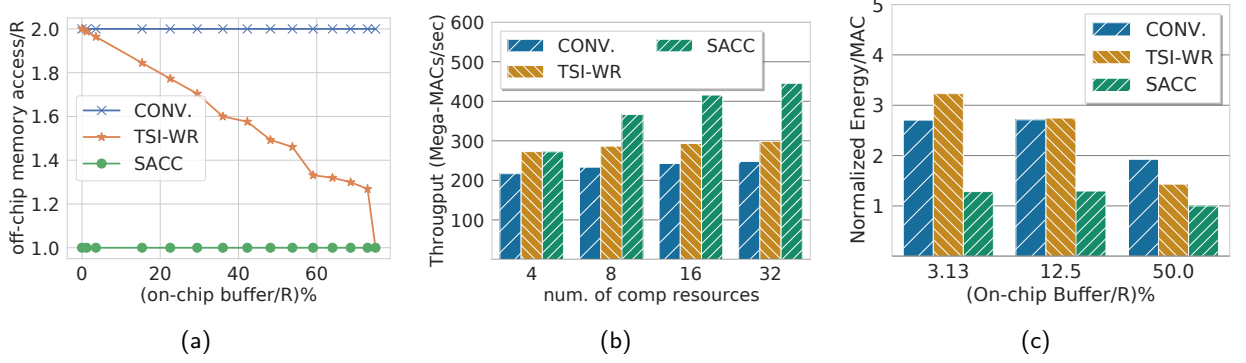 off-chip memory access/R
2.0
1.8
1.6
1.4
1.2
1.0
CONV.
TSI-WR
SACC
0 20 40 60
(on-chip buffer/R)%
(a)
Througput (Mega-MACs/sec)
600
500
400
300
200
100
CONV. SACC
TSI-WR
4 8 16 32
num. of comp resources
(b)
Normalized Energy/MAC
5
4
3
2
1
CONV.
TSI-WR
SACC
3.13 12.5 50.0
(On-chip Buffer/R)%
(c)